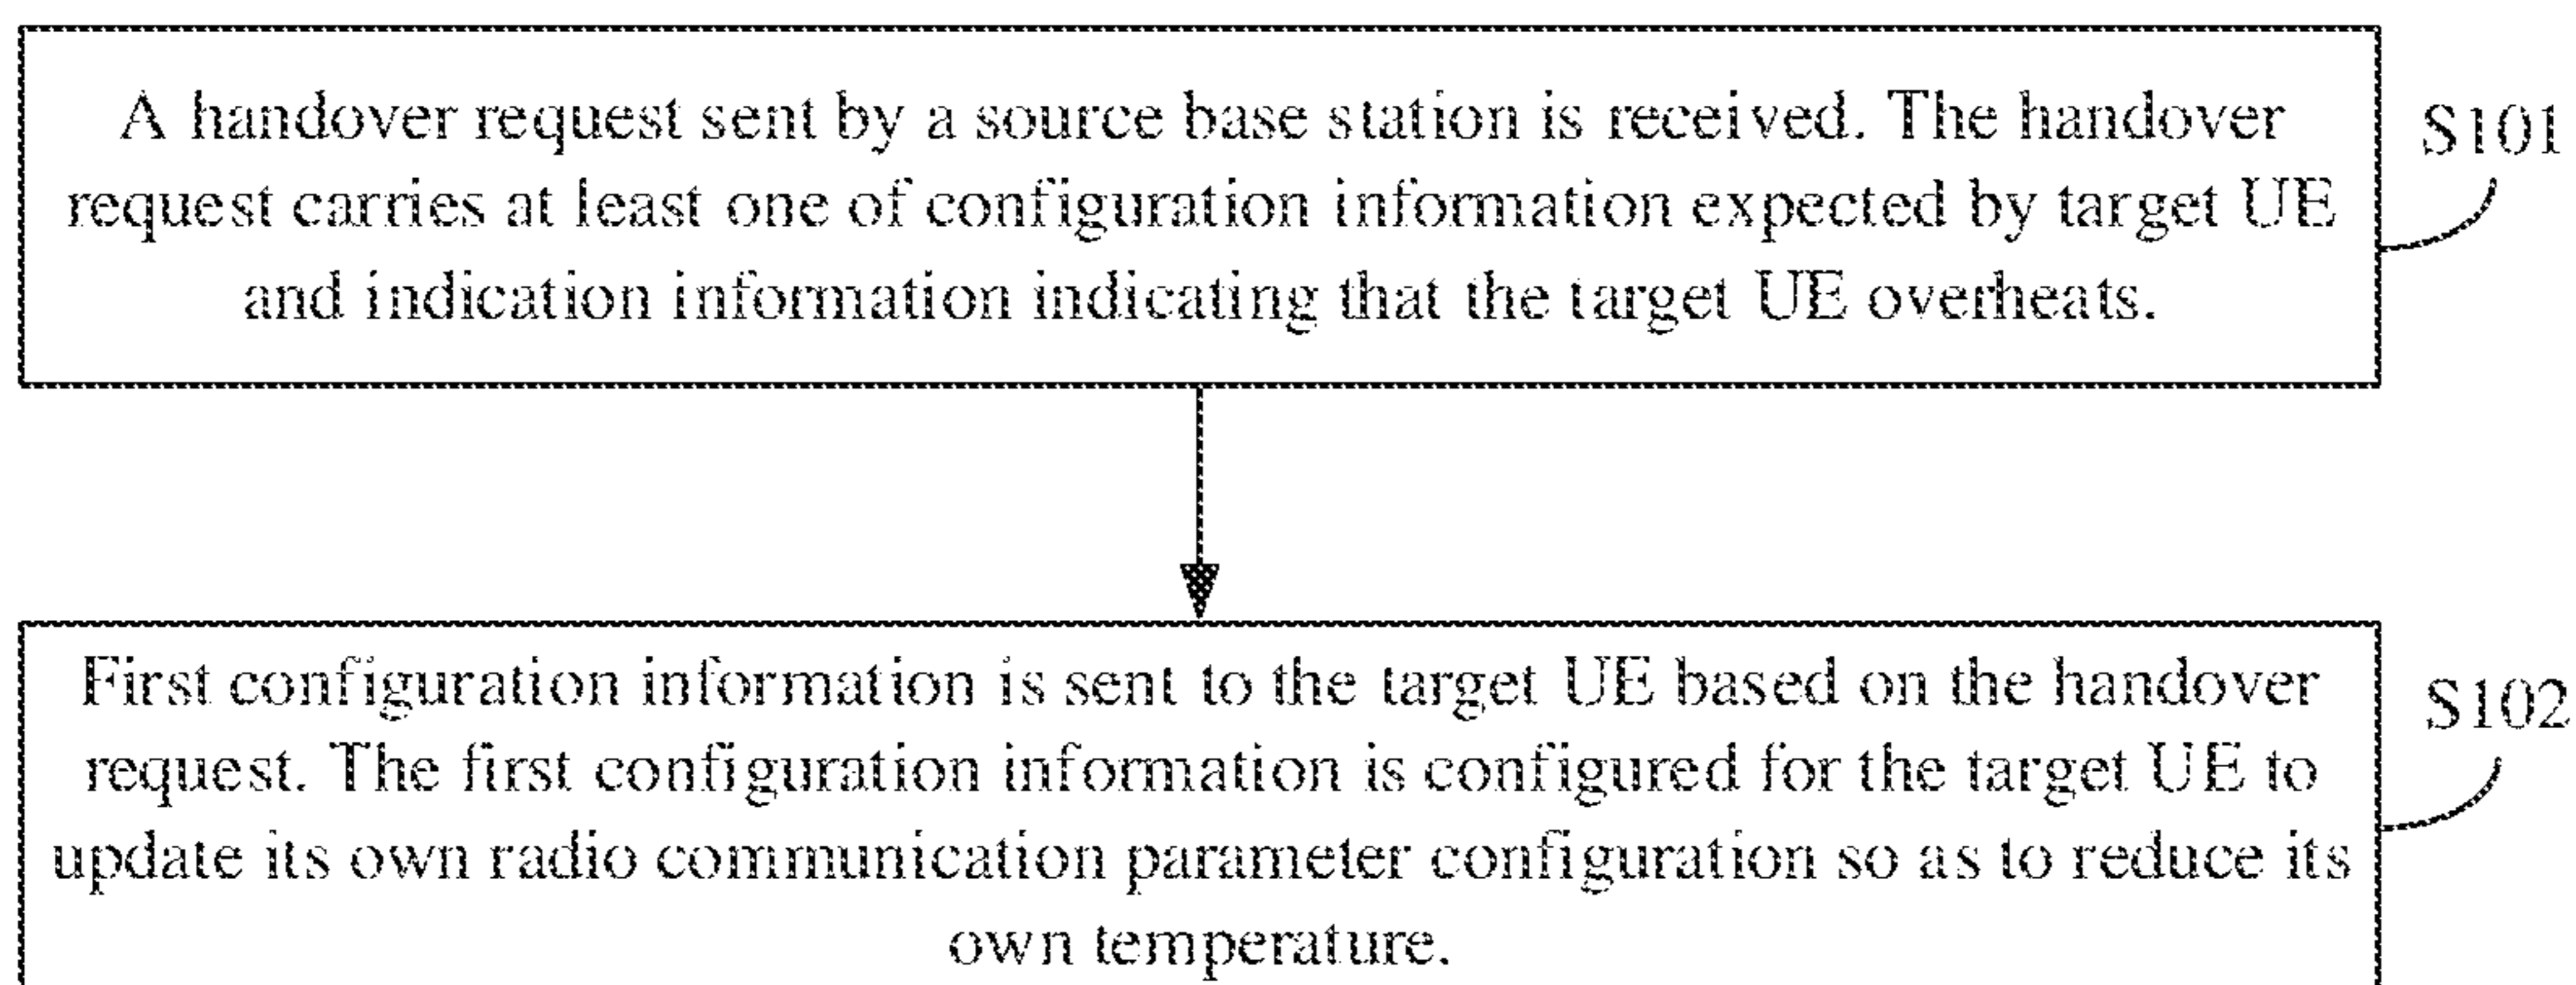 A handover request sent by a source base station is received. The handover
request carries at least one of configuration information expected by target UE
and indication information indicating that the target UE overheats.
S101
First configuration information is sent to the target UE based on the handover
request. The first configuration information is configured for the target UE to
update its own radio communication parameter configuration so as to reduce its
own temperature.
S102